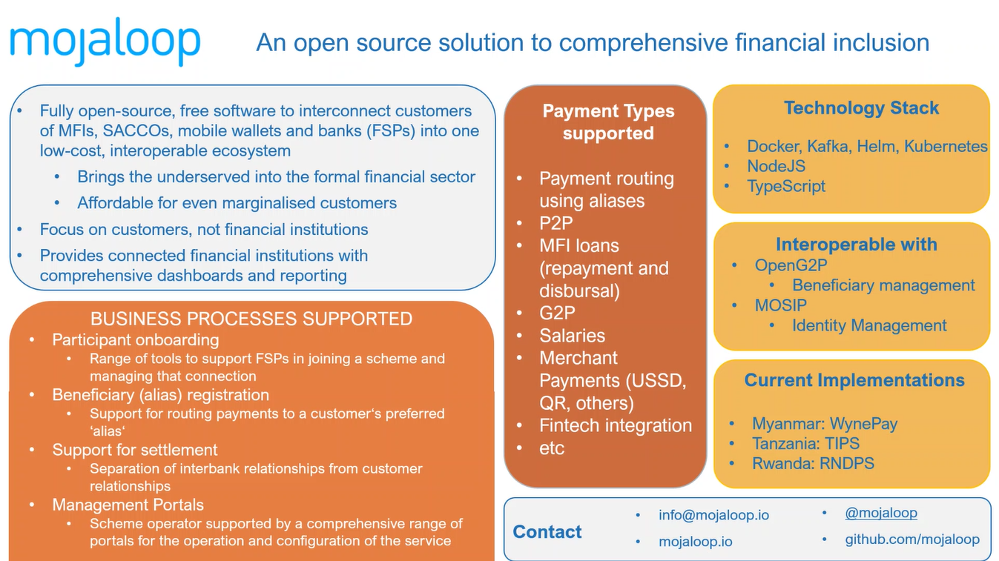 mojaloop
An open source solution to comprehensive financial inclusion
• Fully open-source, free software to interconnect customers
of MFIs, SACCOs, mobile wallets and banks (FSPs) into one
low-cost, interoperable ecosystem
• Brings the underserved into the formal financial sector
• Affordable for even marginalised customers
• Focus on customers, not financial institutions
• Provides connected financial institutions with
comprehensive dashboards and reporting
BUSINESS PROCESSES SUPPORTED
• Participant onboarding
• Range of tools to support FSPs in joining a scheme and
managing that connection
• Beneficiary (alias) registration
• Support for routing payments to a customer‘s preferred
‘alias‘
• Support for settlement
• Separation of interbank relationships from customer
relationships
• Management Portals
• Scheme operator supported by a comprehensive range of
portals for the operation and configuration of the service
Payment Types
supported
• Payment routing
using aliases
• P2P
• MFI loans
(repayment and
disbursal)
• G2P
• Salaries
• Merchant
Payments (USSD,
QR, others)
• Fintech integration
• etc
Technology Stack
• Docker, Kafka, Helm, Kubernetes
• NodeJS
• TypeScript
Interoperable with
• OpenG2P
• Beneficiary management
• MOSIP
• Identity Management
Current Implementations
• Myanmar: WynePay
• Tanzania: TIPS
• Rwanda: RNDPS
Contact
• info@mojaloop.io
• mojaloop.io
• @mojaloop
• github.com/mojaloop